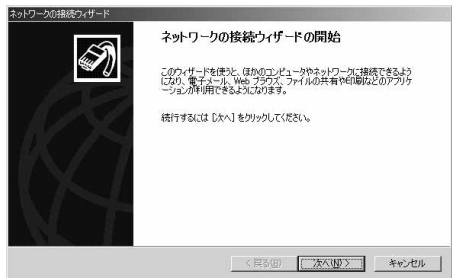 ネットワークの接続ウィザード
ネットワークの接続ウィザードの開始
このウィザードを使うと、ほかのコンピュータやネットワークに接続できるよう
になり、電子メール、Web ブラウズ、ファイルの共有や印刷などのアプリケ
ーションが利用できるようになります。
続行するには [次へ] をクリックしてください。
< 戻る(B) 次へ(N) > キャンセル